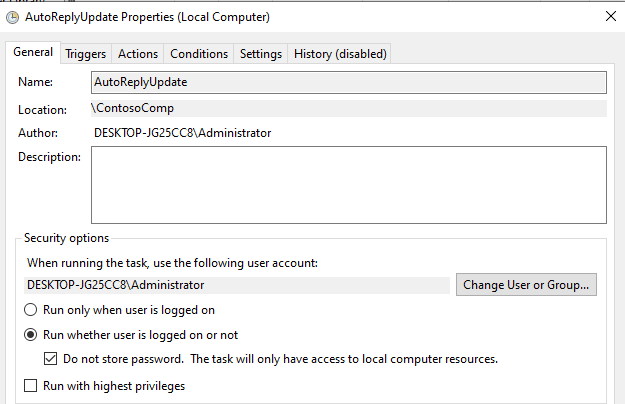 AutoReplyUpdate Properties (Local Computer)
General Triggers Actions Conditions Settings History (disabled)
Name: AutoReplyUpdate
Location: \ContosoComp
Author: DESKTOP-JG25CC8\Administrator
Description:
Security options
When running the task, use the following user account:
DESKTOP-JG25CC8\Administrator Change User or Group...
Run only when user is logged on
Run whether user is logged on or not
Do not store password. The task will only have access to local computer resources.
Run with highest privileges